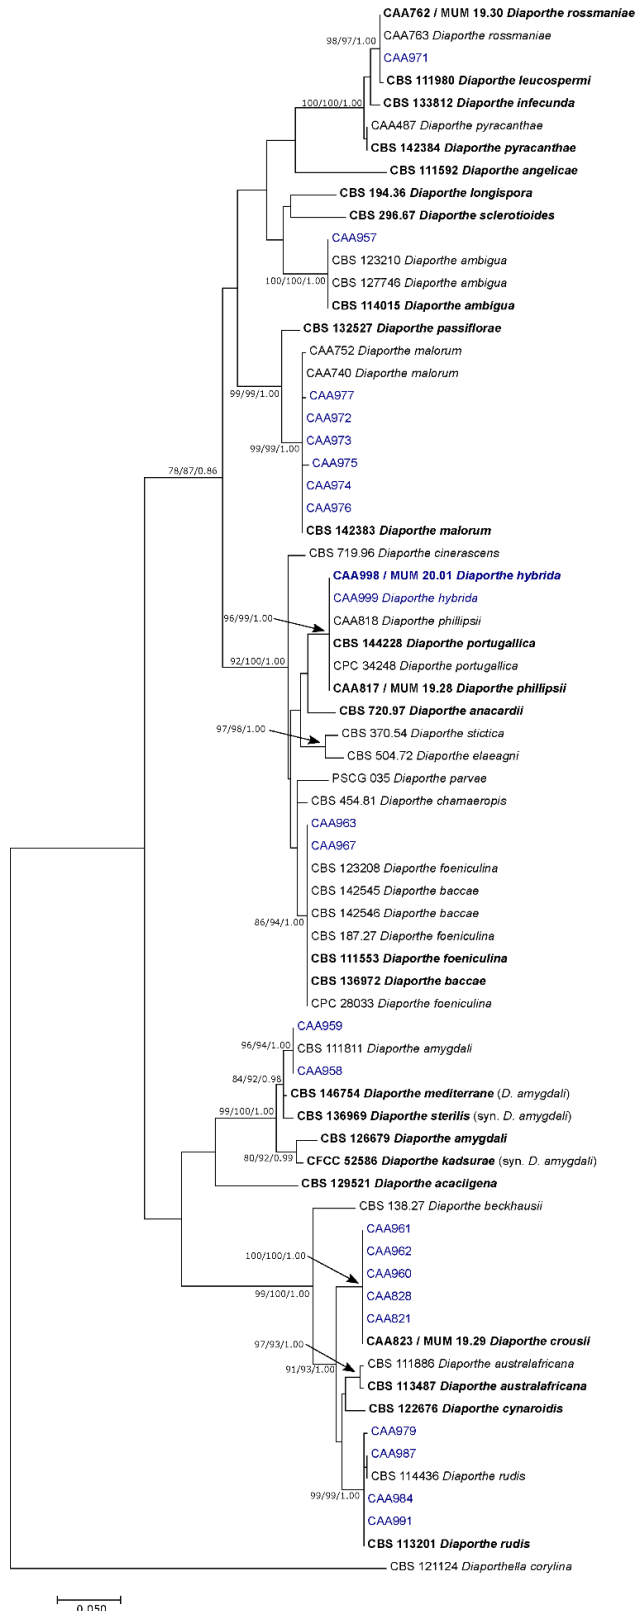 CAA762 / MUM 19.30 Diaporthe rossmaniae
CAA763 Diaporthe rossmaniae
98/97/1.00
CAA971
CBS 111980 Diaporthe leucospermi
100/100/1.00
CBS 133812 Diaporthe infecunda
CAA487 Diaporthe pyracanthae
CBS 142384 Diaporthe pyracanthae
CBS 111592 Diaporthe angelicae
CBS 194.36 Diaporthe longispora
CBS 296.67 Diaporthe sclerotioides
CAA957
CBS 123210 Diaporthe ambigua
100/100/1.00
CBS 127746 Diaporthe ambigua
CBS 114015 Diaporthe ambigua
CBS 132527 Diaporthe passiflorae
CAA752 Diaporthe malorum
CAA740 Diaporthe malorum
99/99/1.00
CAA977
CAA972
CAA973
99/99/1.00
CAA975
78/87/0.86
CAA974
CAA976
CBS 142383 Diaporthe malorum
CBS 719.96 Diaporthe cinerascens
CAA998 / MUM 20.01 Diaporthe hybrida
CAA999 Diaporthe hybrida
96/99/1.00
CAA818 Diaporthe phillipsii
CBS 144228 Diaporthe portugallica
92/100/1.00
CPC 34248 Diaporthe portugallica
CAA817 / MUM 19.28 Diaporthe phillipsii
CBS 720.97 Diaporthe anacardii
97/98/1.00
CBS 370.54 Diaporthe stictica
CBS 504.72 Diaporthe elaeagni
PSCG 035 Diaporthe parvae
CBS 454.81 Diaporthe chamaeropis
CAA963
CAA967
CBS 123208 Diaporthe foeniculina
CBS 142545 Diaporthe baccae
CBS 142546 Diaporthe baccae
86/94/1.00
CBS 187.27 Diaporthe foeniculina
CBS 111553 Diaporthe foeniculina
CBS 136972 Diaporthe baccae
CPC 28033 Diaporthe foeniculina
CAA959
96/94/1.00
CBS 111811 Diaporthe amygdali
CAA958
84/92/0.98
CBS 146754 Diaporthe mediterrane (D. amygdali)
99/100/1.00
CBS 136969 Diaporthe sterilis (syn. D. amygdali)
CBS 126679 Diaporthe amygdali
80/92/0.99
CFCC 52586 Diaporthe kadsurae (syn. D. amygdali)
CBS 129521 Diaporthe acaciigena
CBS 138.27 Diaporthe beckhausii
CAA961
CAA962
100/100/1.00
CAA960
99/100/1.00
CAA828
CAA821
CAA823 / MUM 19.29 Diaporthe crousii
97/93/1.00
CBS 111886 Diaporthe australafricana
91/93/1.00
CBS 113487 Diaporthe australafricana
CBS 122676 Diaporthe cynaroidis
CAA979
CAA987
CBS 114436 Diaporthe rudis
99/99/1.00
CAA984
CAA991
CBS 113201 Diaporthe rudis
CBS 121124 Diaporthella corylina
0.050